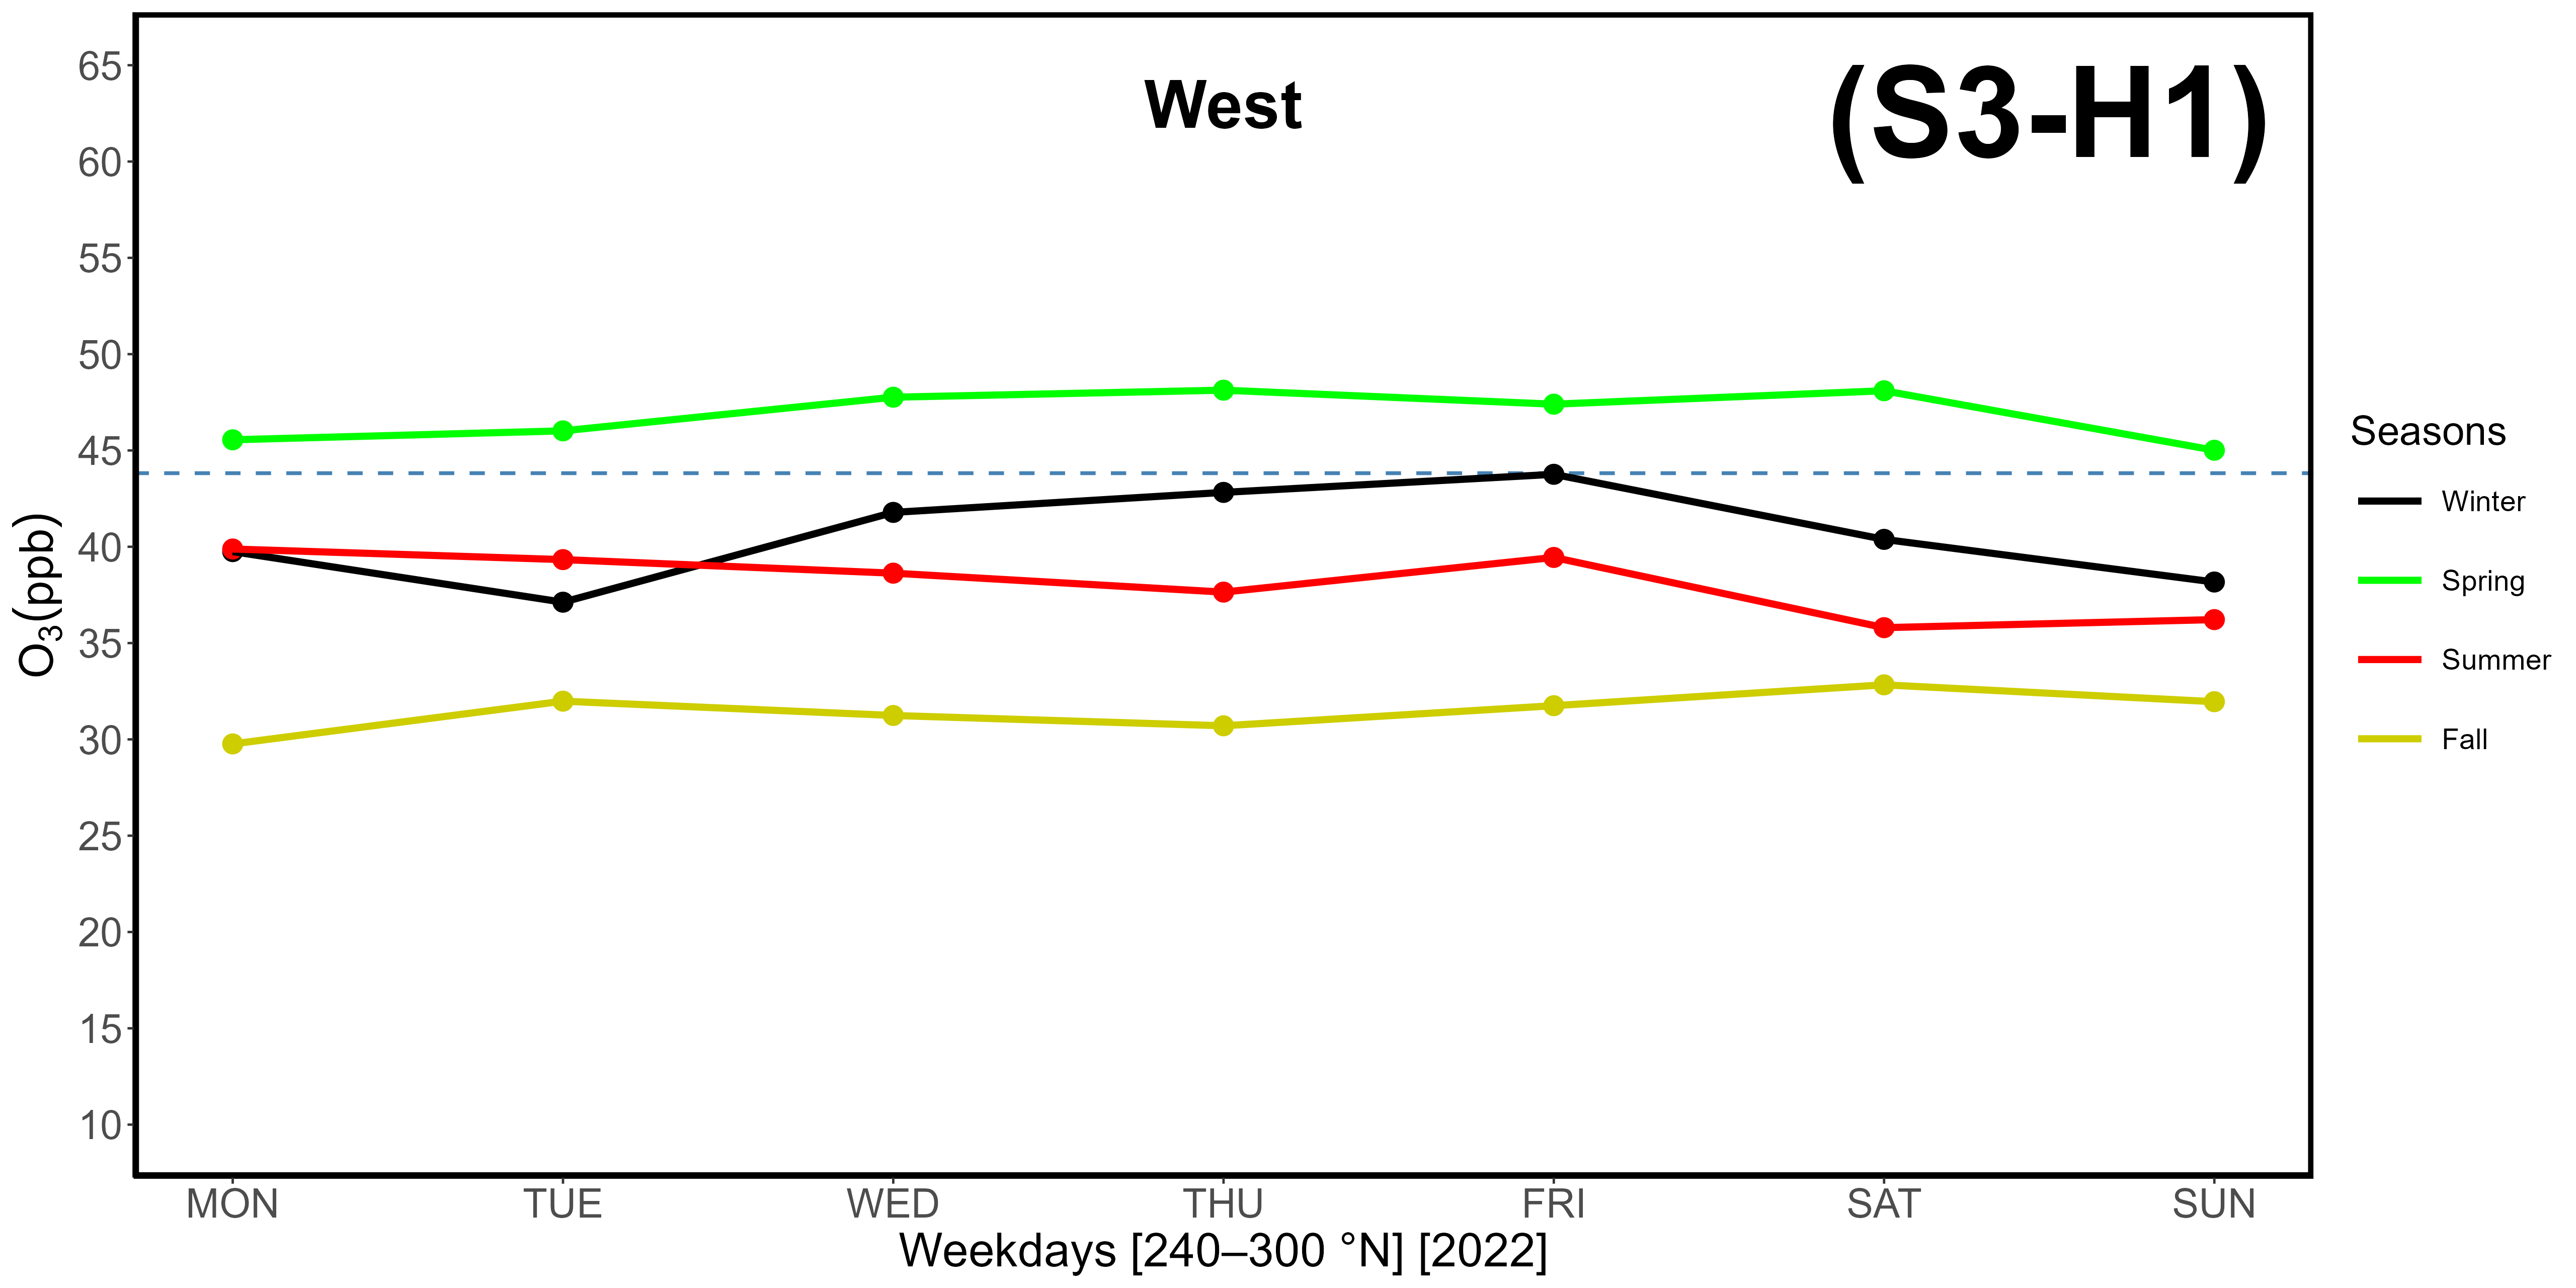 West
(S3-H1)
65
60
55
50
45
40
35
30
25
20
15
10
O₃(ppb)
MON TUE WED THU FRI SAT SUN
Weekdays [240–300 °N] [2022]
Seasons
Winter
Spring
Summer
Fall